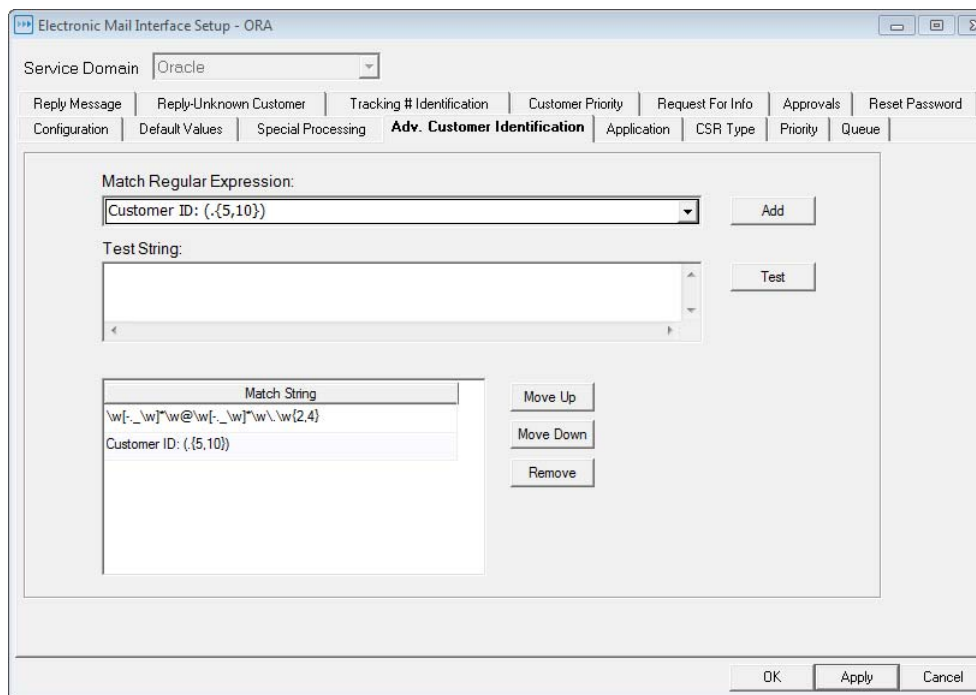 Electronic Mail Interface Setup - ORA
Service Domain Oracle
Reply Message Reply-Unknown Customer Tracking # Identification Customer Priority Request For Info Approvals Reset Password
Configuration Default Values Special Processing Adv. Customer Identification Application CSR Type Priority Queue
Match Regular Expression:
Customer ID: (.{5,10}) Add
Test String:
Test
Match String
\w[-._\w]*\w@\w[-._\w]*\w\.\w{2,4}
Customer ID: (.{5,10})
Move Up
Move Down
Remove
OK Apply Cancel